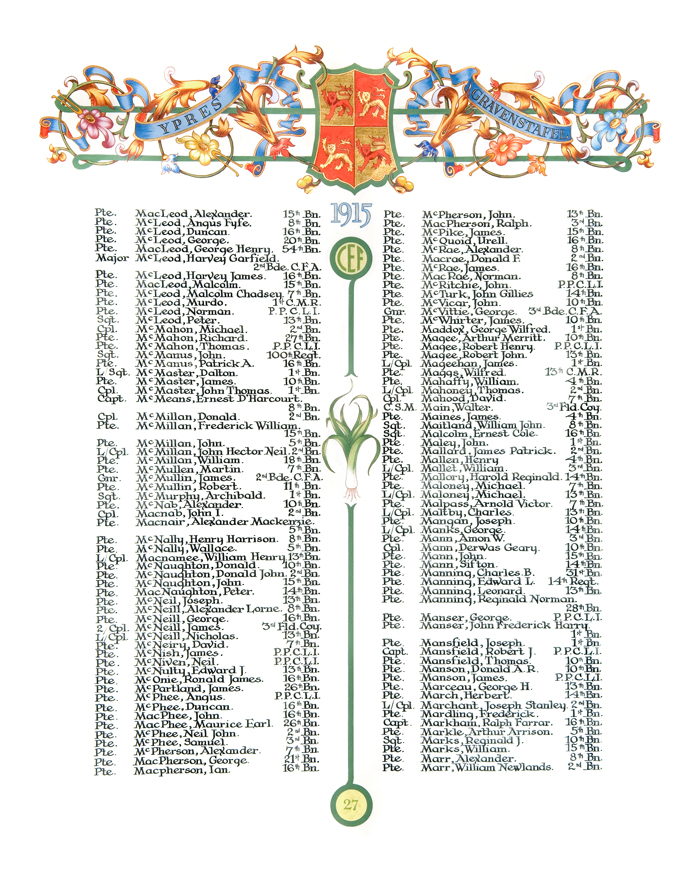 YPRES
GRAVENSTAFEL
1915
CEF
Pte. MacLeod, Alexander. 15th Bn.
Pte. McLeod, Angus Fyfe. 8th Bn.
Pte. McLeod, Duncan. 16th Bn.
Pte. McLeod, George. 20th Bn.
Pte. MacLeod, George Henry. 54th Bn.
Major McLeod, Harvey Garfield.
2nd Bde. C.F.A.
Pte. McLeod, Harvey James. 16th Bn.
Pte. MacLeod, Malcolm. 15th Bn.
Pte. McLeod, Malcolm Chadsey. 7th Bn.
Pte. McLeod, Murdo. 1st C.M.R.
Pte. McLeod, Norman. P.P.C.L.I.
Sgt. McLeod, Peter. 13th Bn.
Cpl. McMahon, Michael. 2nd Bn.
Pte. McMahon, Richard. 27th Bn.
Pte. McMahon, Thomas. P.P.C.L.I.
Sgt. McManus, John. 100th Regt.
Pte. McManus, Patrick A. 16th Bn.
L/Sgt. McMaster, Dalton. 1st Bn.
Pte. McMaster, James. 10th Bn.
Cpl. McMaster, John Thomas. 1st Bn.
Capt. McMeans, Ernest D'Harcourt.
8th Bn.
Cpl. McMillan, Donald. 2nd Bn.
Pte. McMillan, Frederick William.
15th Bn.
Pte. McMillan, John. 5th Bn.
L/Cpl. McMillan, John Hector Neil. 2nd Bn.
Pte. McMillan, William. 18th Bn.
Pte. McMullen, Martin. 7th Bn.
Gnr. McMullin, James. 2nd Bde. C.F.A.
Pte. McMullin, Robert. 11th Bn.
Sgt. McMurphy, Archibald. 1st Bn.
Pte. McNab, Alexander. 10th Bn.
Cpl. Macnab, John I. 2nd Bn.
Pte. Macnair, Alexander Mackenzie.
5th Bn.
Pte. McNally, Henry Harrison. 8th Bn.
Pte. McNally, Wallace. 5th Bn.
L/Cpl. Macnamee, William Henry. 13th Bn.
Pte. McNaughton, Donald. 10th Bn.
Pte. McNaughton, Donald John. 2nd Bn.
Pte. McNaughton, John. 15th Bn.
Pte. MacNaughton, Peter. 14th Bn.
Pte. McNeil, Joseph. 13th Bn.
Pte. McNeill, Alexander Lorne. 8th Bn.
Pte. McNeill, George. 16th Bn.
2/Cpl. McNeill, James. 3rd Fld. Coy.
L/Cpl. McNeill, Nicholas. 13th Bn.
Pte. McNeiry, David. 7th Bn.
Pte. McNish, James. P.P.C.L.I.
Pte. McNiven, Neil. P.P.C.L.I.
Pte. McNulty, Edward J. 13th Bn.
Pte. McOnie, Ronald James. 16th Bn.
Pte. McPartland, James. 26th Bn.
Pte. McPhee, Angus. P.P.C.L.I.
Pte. McPhee, Duncan. 16th Bn.
Pte. MacPhee, John. 16th Bn.
Pte. MacPhee, Maurice Earl. 26th Bn.
Pte. McPhee, Neil John. 2nd Bn.
Pte. McPhee, Samuel. 3rd Bn.
Pte. McPherson, Alexander. 7th Bn.
Pte. MacPherson, George. 21st Bn.
Pte. Macpherson, Ian. 16th Bn.
Pte. McPherson, John. 13th Bn.
Pte. MacPherson, Ralph. 3rd Bn.
Pte. McPike, James. 15th Bn.
Pte. McQuoid, Urell. 16th Bn.
Pte. McRae, Alexander. 8th Bn.
Pte. Macrae, Donald F. 2nd Bn.
Pte. McRae, James. 16th Bn.
Pte. MacRae, Norman. 8th Bn.
Pte. McRitchie, John. P.P.C.L.I.
Pte. McTurk, John Gillies. 14th Bn.
Pte. McVicar, John. 10th Bn.
Gnr. McVittie, George. 3rd Bde. C.F.A.
Pte. McWhirter, James. 10th Bn.
Pte. Maddox, George Wilfred. 1st Bn.
Pte. Magee, Arthur Merritt. 10th Bn.
Pte. Magee, Robert Henry. P.P.C.L.I.
Pte. Magee, Robert John. 13th Bn.
L/Cpl. Mageehan, James. 1st Bn.
Pte. Maggs, Wilfred. 13th C.M.R.
Pte. Mahaffy, William. 4th Bn.
L/Cpl. Mahoney, Thomas. 2nd Bn.
Cpl. Mahood, David. 7th Bn.
C.S.M. Main, Walter. 3rd Fld. Coy.
Pte. Maines, James. 4th Bn.
Sgt. Maitland, William John. 8th Bn.
Sgt. Malcolm, Ernest Cole. 16th Bn.
Pte. Maley, John. 1st Bn.
Pte. Mallard, James Patrick. 2nd Bn.
Pte. Mallen, Henry. 4th Bn.
L/Cpl. Mallet, William. 3rd Bn.
Pte. Mallory, Harold Reginald. 14th Bn.
Pte. Maloney, Michael. 7th Bn.
L/Cpl. Maloney, Michael. 13th Bn.
Pte. Malpass, Arnold Victor. 7th Bn.
L/Cpl. Maltby, Charles. 13th Bn.
Pte. Mangan, Joseph. 10th Bn.
L/Cpl. Manks, George. 14th Bn.
Pte. Mann, Amon W. 3rd Bn.
Cpl. Mann, Derwas Geary. 10th Bn.
Pte. Mann, John. 15th Bn.
Pte. Mann, Sifton. 14th Bn.
Pte. Manning, Charles B. 31st Bn.
Pte. Manning, Edward L. 14th Regt.
Pte. Manning, Leonard. 13th Bn.
Pte. Manning, Reginald Norman.
28th Bn.
Pte. Manser, George. P.P.C.L.I.
Pte. Manser, John Frederick Harry.
1st Bn.
Pte. Mansfield, Joseph. 1st Bn.
Capt. Mansfield, Robert J. P.P.C.L.I.
Pte. Mansfield, Thomas. 10th Bn.
Pte. Manson, Donald A.R. 10th Bn.
Pte. Manson, James. P.P.C.L.I.
Pte. Marceau, George H. 13th Bn.
Pte. March, Herbert. 14th Bn.
L/Cpl. Marchant, Joseph Stanley. 2nd Bn.
Pte. Mardling, Frederick. 1st Bn.
Capt. Markham, Ralph Farrar. 16th Bn.
Pte. Markle, Arthur Arrison. 5th Bn.
Sgt. Marks, Reginald J. 10th Bn.
Pte. Marks, William. 15th Bn.
Pte. Marr, Alexander. 8th Bn.
Pte. Marr, William Newlands. 2nd Bn.
27